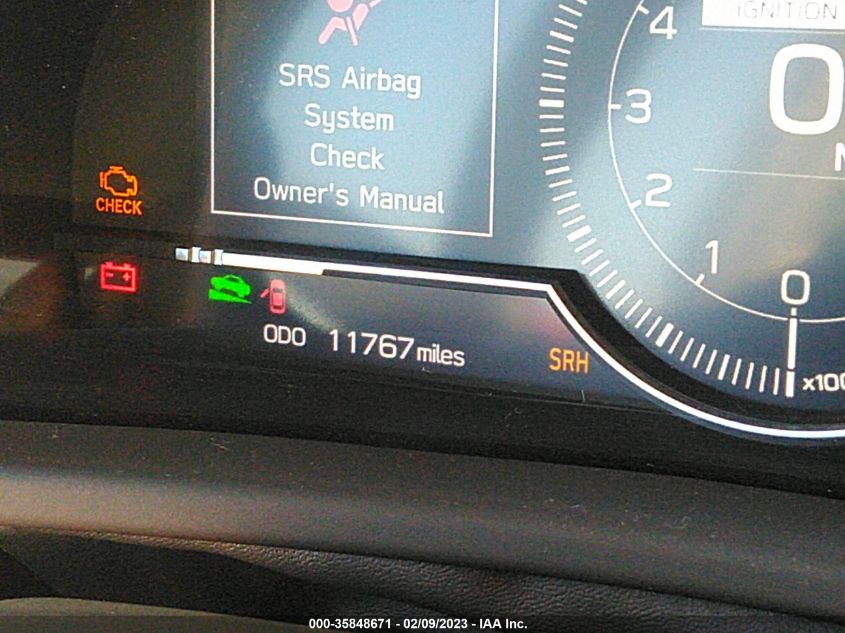 IGNITION
4
3
2
1
0
0
SRS Airbag
System
Check
Owner's Manual
CHECK
ODO 11767 miles
SRH
x100
000-35848671 - 02/09/2023 - IAA Inc.